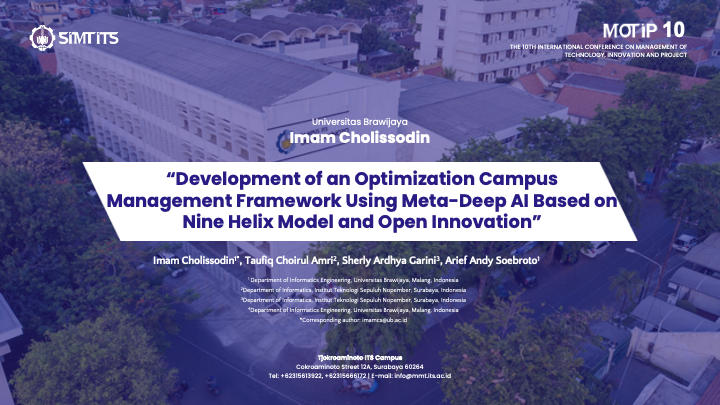 SIMT ITS
MOTIP 10
THE 10TH INTERNATIONAL CONFERENCE ON MANAGEMENT OF
TECHNOLOGY, INNOVATION AND PROJECT
Universitas Brawijaya
Imam Cholissodin
“Development of an Optimization Campus
Management Framework Using Meta-Deep AI Based on
Nine Helix Model and Open Innovation”
Imam Cholissodin¹*, Taufiq Choirul Amri², Sherly Ardhya Garini³, Arief Andy Soebroto¹
¹Department of Informatics Engineering, Universitas Brawijaya, Malang, Indonesia
²Department of Informatics, Institut Teknologi Sepuluh Nopember, Surabaya, Indonesia
³Department of Informatics, Institut Teknologi Sepuluh Nopember, Surabaya, Indonesia
⁴Department of Informatics Engineering, Universitas Brawijaya, Malang, Indonesia
*Corresponding author: imamcs@ub.ac.id
Tjokroaminoto ITS Campus
Cokroaminoto Street 12A, Surabaya 60264
Tel: +62315613922, +62315666172 | E-mail: info@mmt.its.ac.id